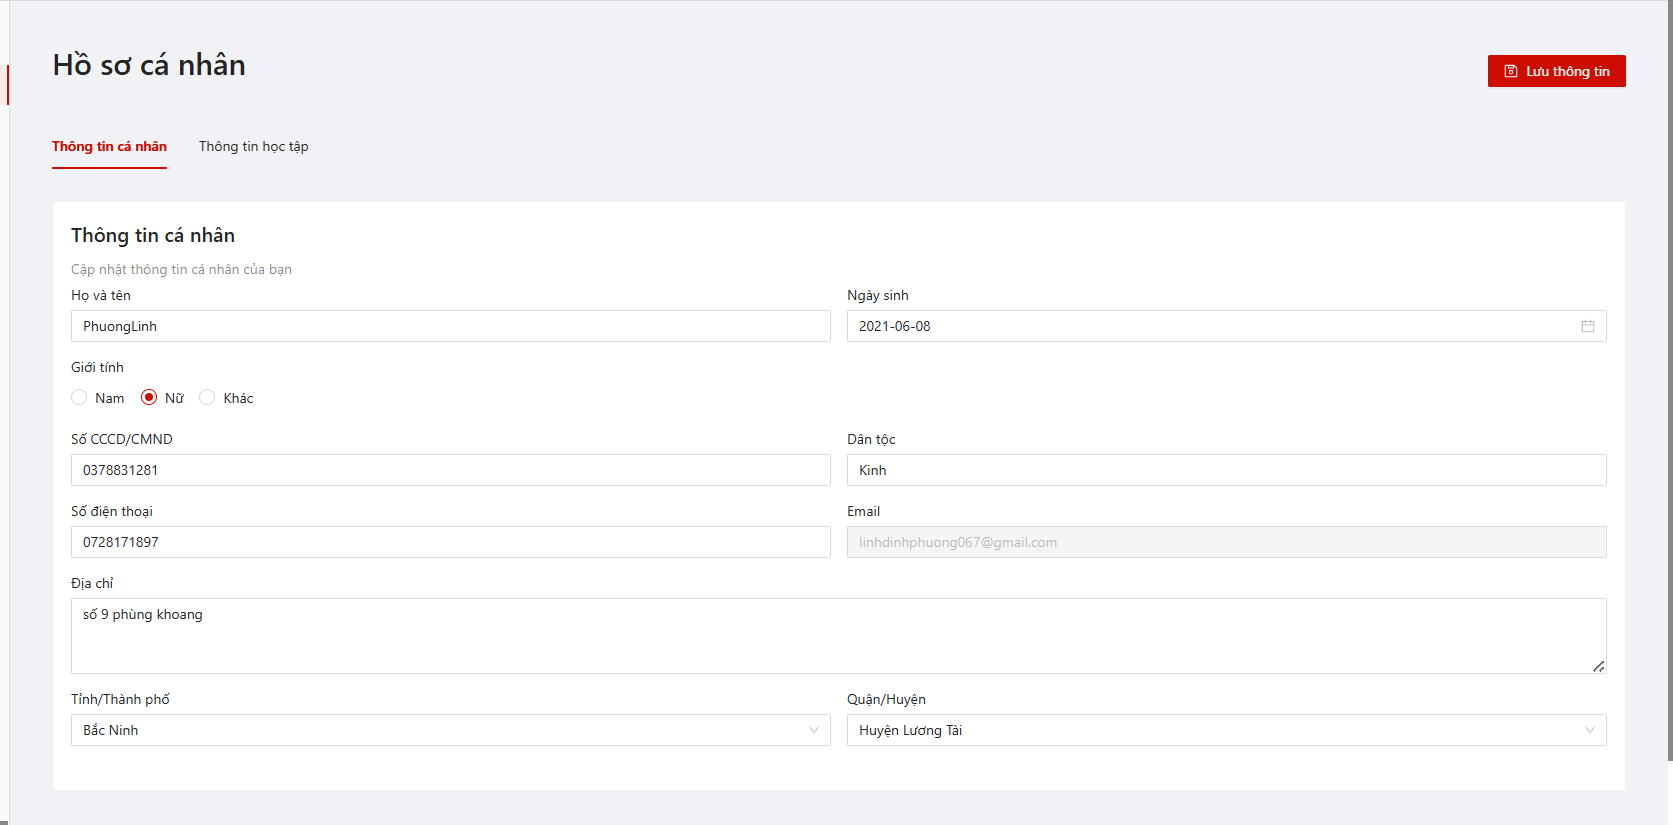 Hồ sơ cá nhân
Lưu thông tin
Thông tin cá nhân
Thông tin học tập
Thông tin cá nhân
Cập nhật thông tin cá nhân của bạn
Họ và tên
Ngày sinh
PhuongLinh
2021-06-08
Giới tính
Nam Nữ Khác
Số CCCD/CMND
Dân tộc
0378831281
Kinh
Số điện thoại
Email
0728171897
linhdinhphuong067@gmail.com
Địa chỉ
số 9 phùng khoang
Tỉnh/Thành phố
Quận/Huyện
Bắc Ninh
Huyện Lương Tài